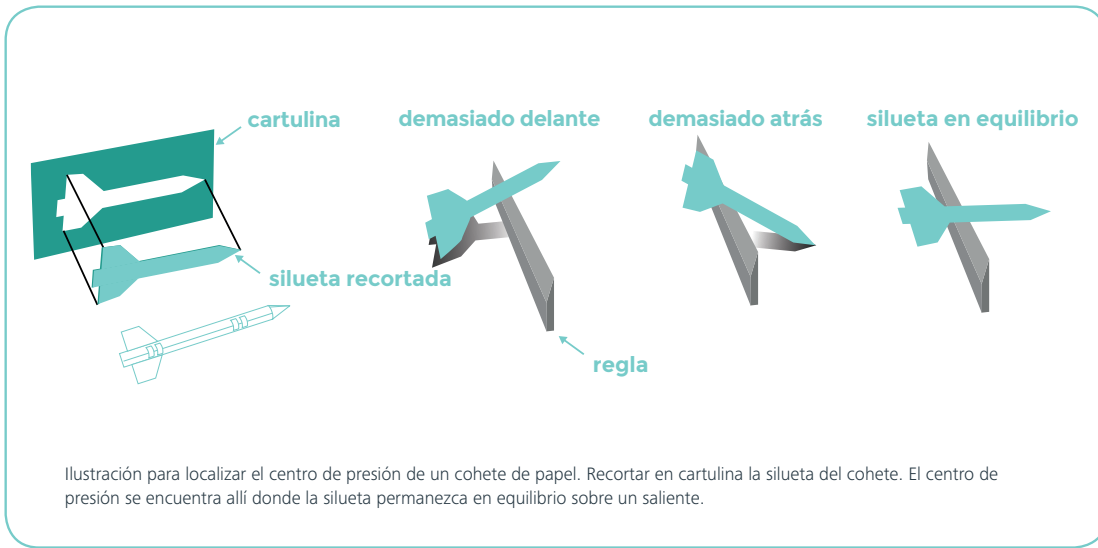 cartulina
demasiado delante
demasiado atrás
silueta en equilibrio
silueta recortada
regla
Ilustración para localizar el centro de presión de un cohete de papel. Recortar en cartulina la silueta del cohete. El centro de
presión se encuentra allí donde la silueta permanezca en equilibrio sobre un saliente.